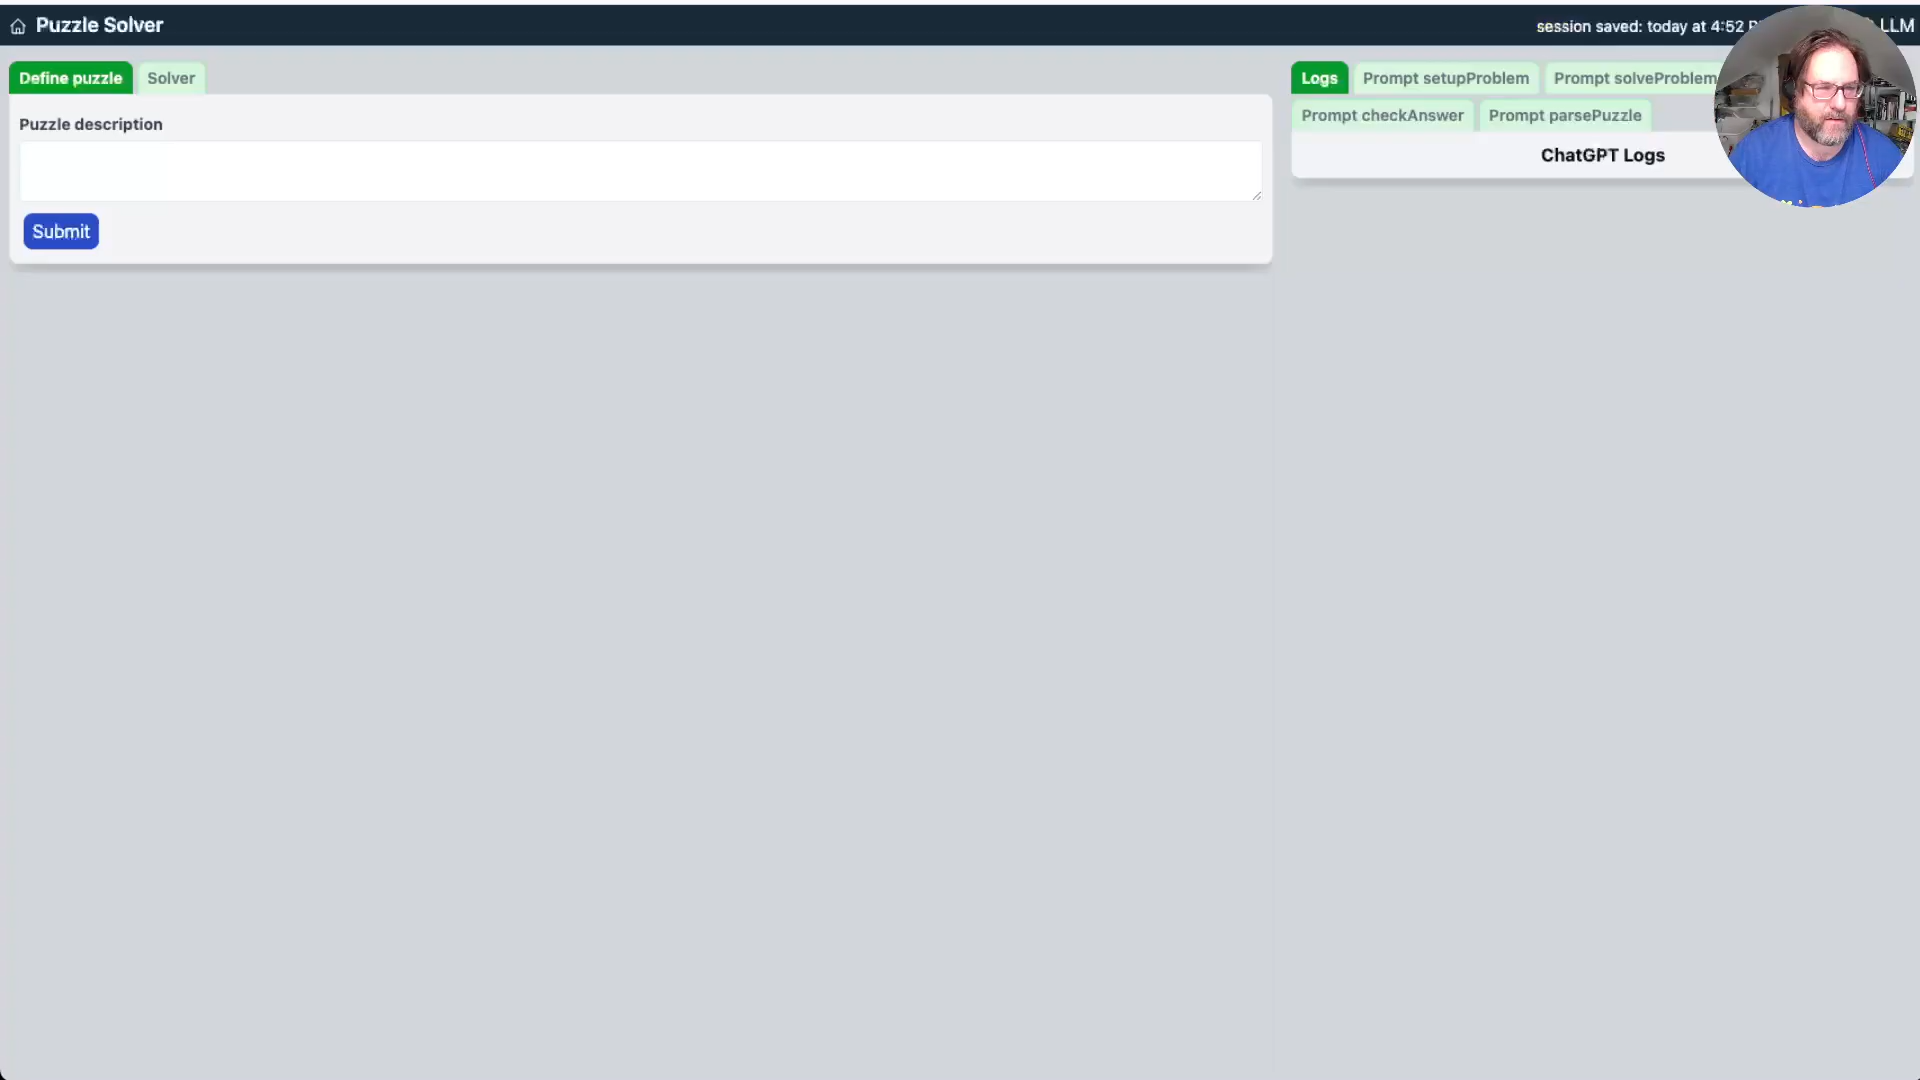 Puzzle Solver
session saved: today at 4:52
LLM
Define puzzle
Solver
Puzzle description
Submit
Logs
Prompt setupProblem
Prompt solveProblem
Prompt checkAnswer
Prompt parsePuzzle
ChatGPT Logs